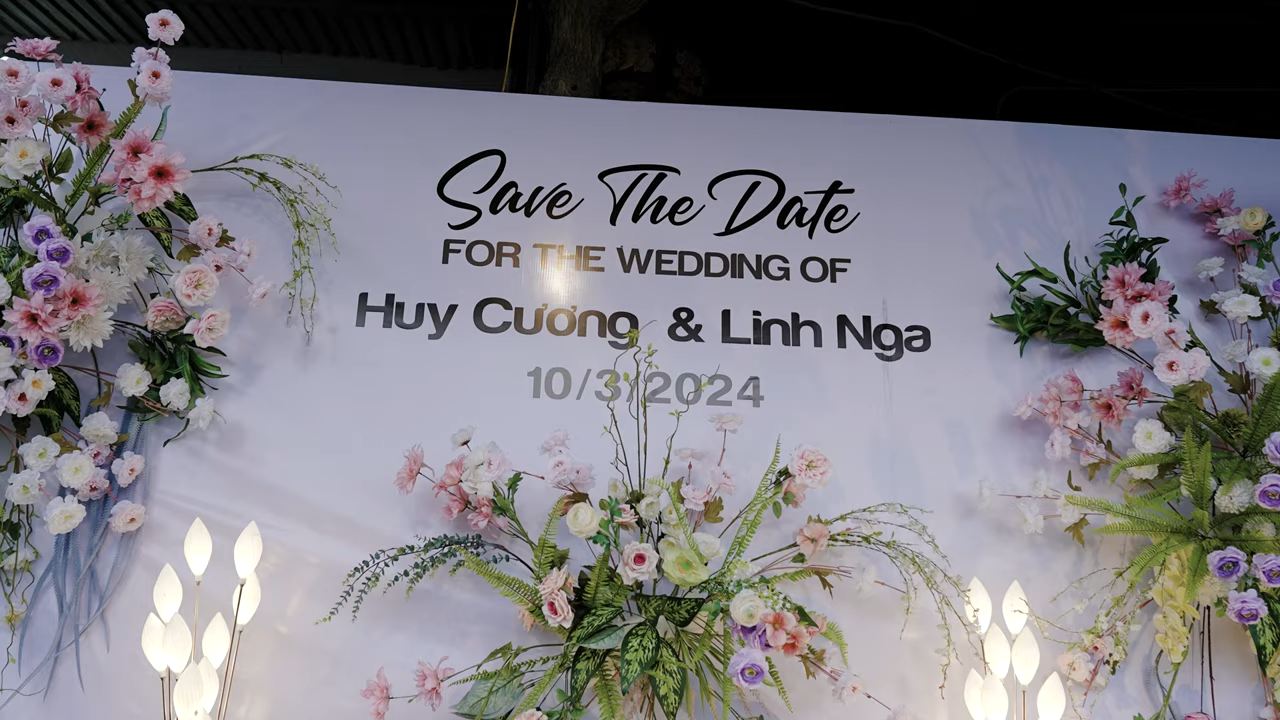 Save The Date
FOR THE WEDDING OF
Huy Cương & Linh Nga
10/3/2024